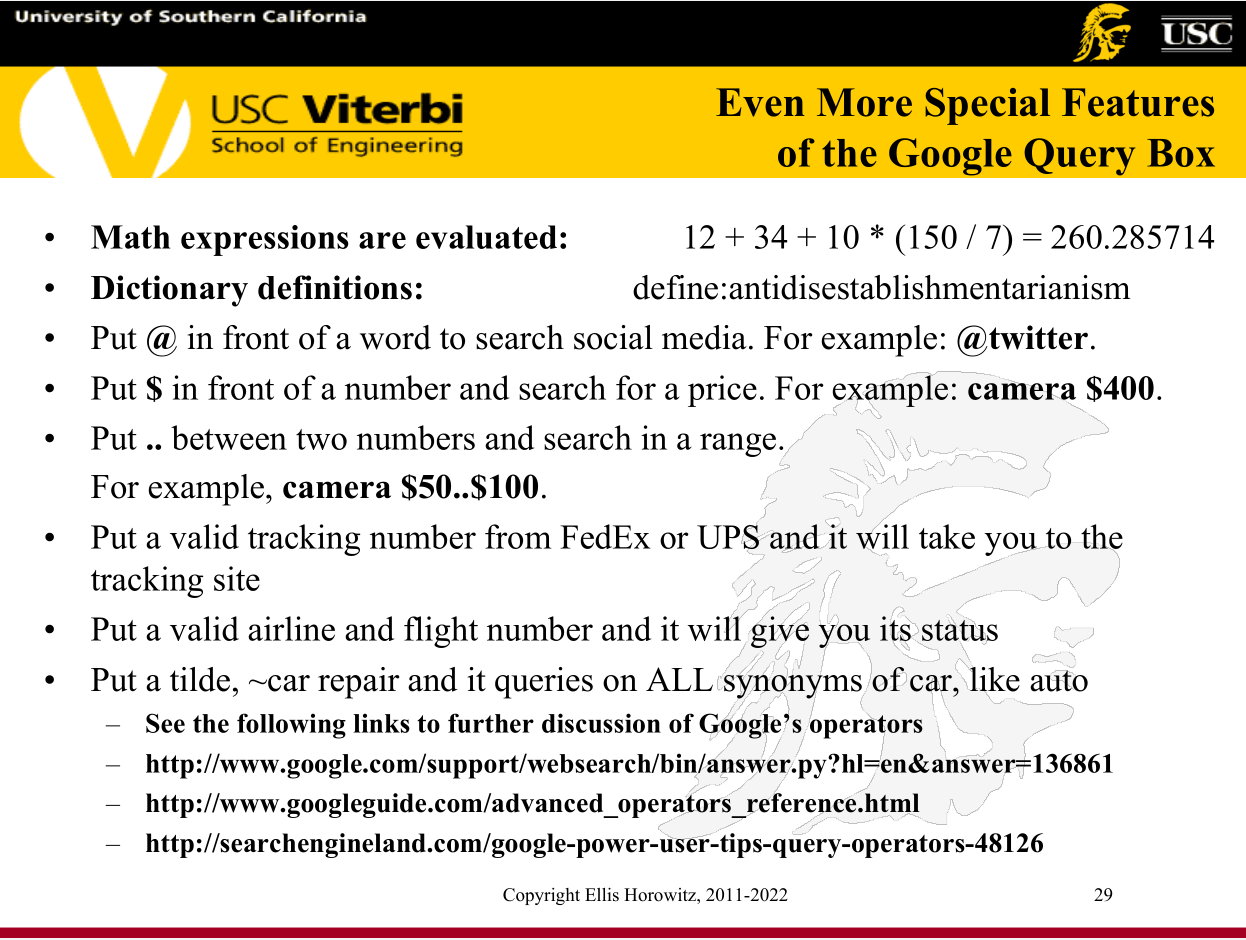 University of Southern California
USC
USC Viterbi
School of Engineering
Even More Special Features
of the Google Query Box
• Math expressions are evaluated: 12 + 34 + 10 * (150 / 7) = 260.285714
• Dictionary definitions: define:antidisestablishmentarianism
• Put @ in front of a word to search social media. For example: @twitter.
• Put $ in front of a number and search for a price. For example: camera $400.
• Put .. between two numbers and search in a range.
For example, camera $50..$100.
• Put a valid tracking number from FedEx or UPS and it will take you to the
tracking site
• Put a valid airline and flight number and it will give you its status
• Put a tilde, ~car repair and it queries on ALL synonyms of car, like auto
– See the following links to further discussion of Google’s operators
– http://www.google.com/support/websearch/bin/answer.py?hl=en&answer=136861
– http://www.googleguide.com/advanced_operators_reference.html
– http://searchengineland.com/google-power-user-tips-query-operators-48126
Copyright Ellis Horowitz, 2011-2022 29